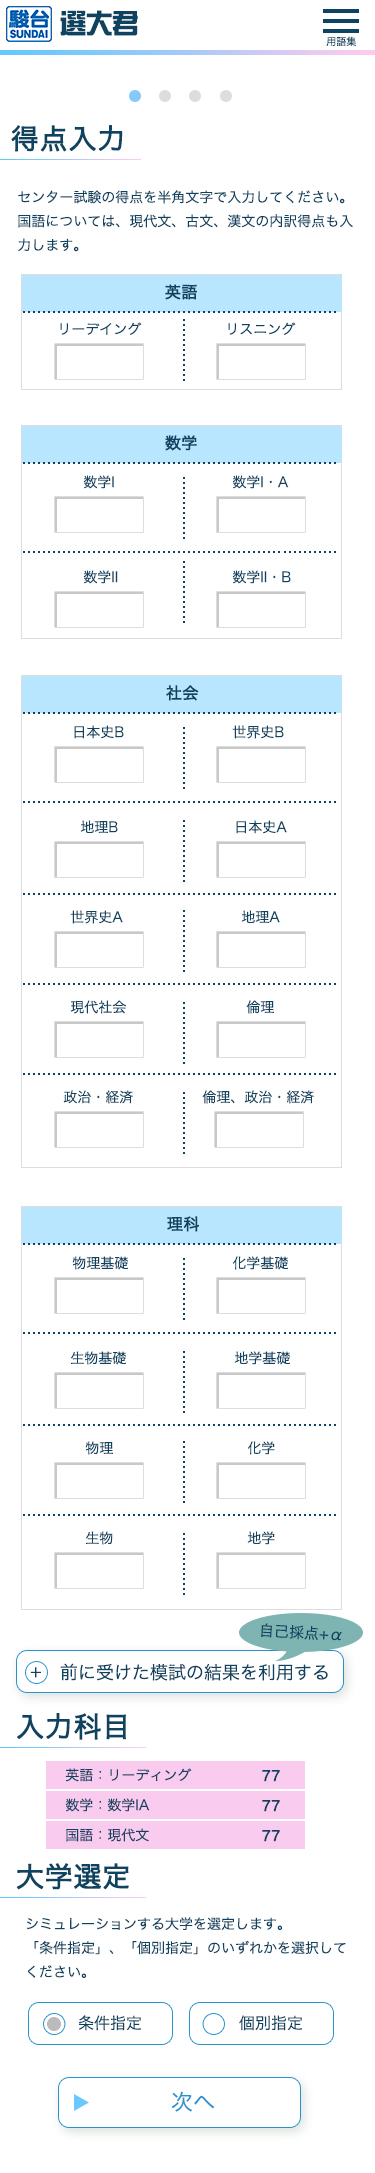 駿台
SUNDAI
選大君
用語集
得点入力
センター試験の得点を半角文字で入力してください。
国語については、現代文、古文、漢文の内訳得点も入
力します。
英語
リーデイング
リスニング
数学
数学I
数学I・A
数学II
数学II・B
社会
日本史B
世界史B
地理B
日本史A
世界史A
地理A
現代社会
倫理
政治・経済
倫理、政治・経済
理科
物理基礎
化学基礎
生物基礎
地学基礎
物理
化学
生物
地学
自己採点+α
前に受けた模試の結果を利用する
入力科目
英語：リーディング 77
数学：数学IA 77
国語：現代文 77
大学選定
シミュレーションする大学を選定します。
「条件指定」、「個別指定」のいずれかを選択して
ください。
条件指定
個別指定
次へ